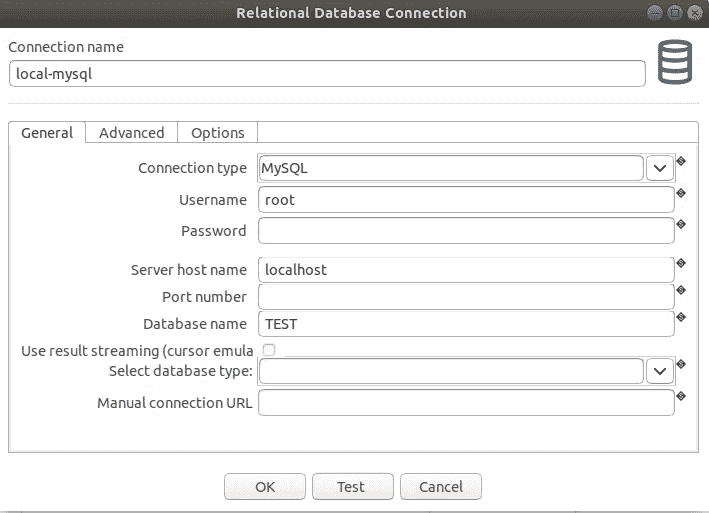 Relational Database Connection
Connection name
local-mysql
General Advanced Options
Connection type MySQL
Username root
Password
Server host name localhost
Port number
Database name TEST
Use result streaming (cursor emula
Select database type:
Manual connection URL
OK Test Cancel